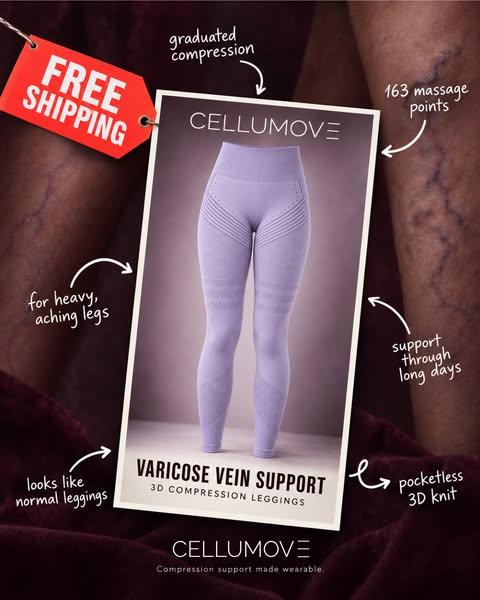 graduated
compression
FREE
SHIPPING
163 massage
points
CELLUMOVE
for heavy,
aching legs
support
through
long days
looks like
normal leggings
VARICOSE VEIN SUPPORT
3D COMPRESSION LEGGINGS
pocketless
3D knit
CELLUMOVE
Compression support made wearable.